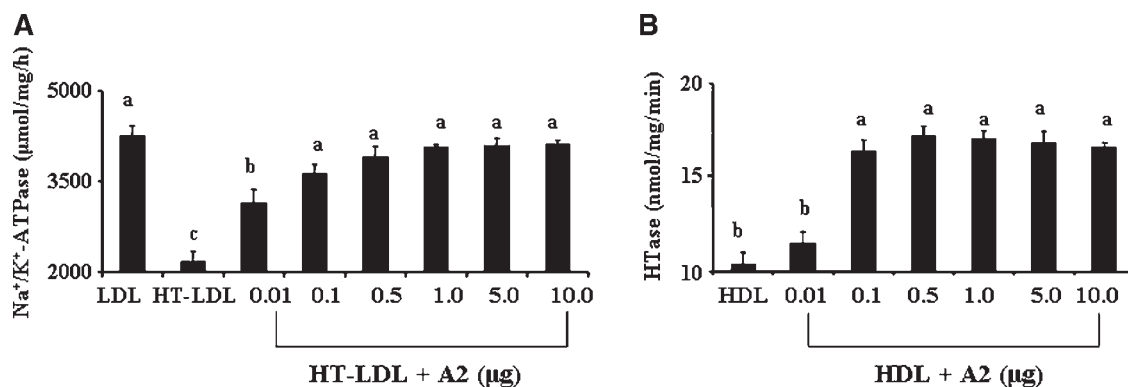 A
Na⁺/K⁺-ATPase (μmol/mg/h)
5000
3500
2000
a
c
b
a
a
a
a
a
LDL HT-LDL 0.01 0.1 0.5 1.0 5.0 10.0
HT-LDL + A2 (μg)
B
HTase (nmol/mg/min)
20
15
10
b
b
a
a
a
a
a
HDL 0.01 0.1 0.5 1.0 5.0 10.0
HDL + A2 (μg)